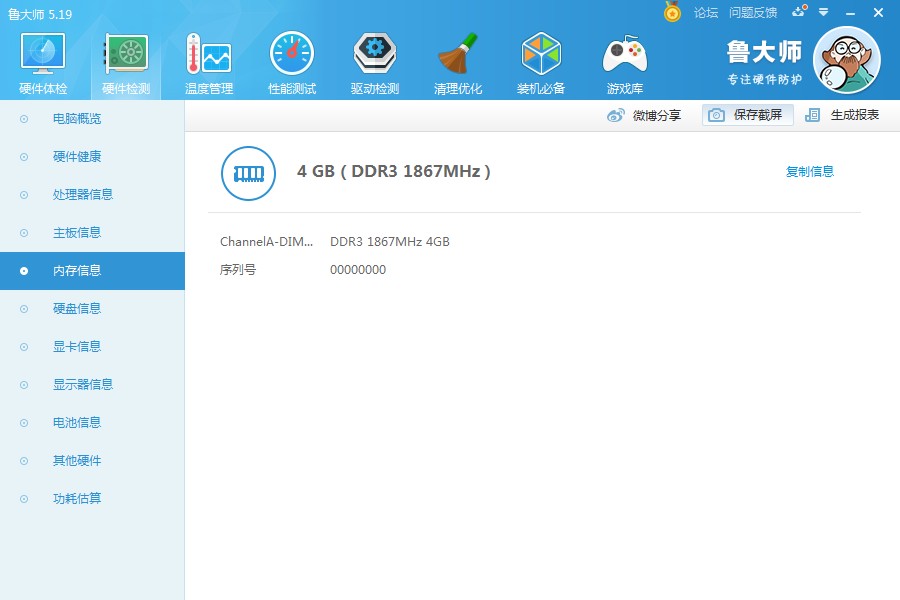 鲁大师 5.19
论坛 问题反馈
硬件体检 硬件检测 温度管理 性能测试 驱动检测 清理优化 装机必备 游戏库
鲁大师
专注硬件防护
微博分享 保存截屏 生成报表
电脑概览
硬件健康
处理器信息
主板信息
内存信息
硬盘信息
显卡信息
显示器信息
电池信息
其他硬件
功耗估算
4 GB ( DDR3 1867MHz )
复制信息
ChannelA-DIM... DDR3 1867MHz 4GB
序列号 00000000